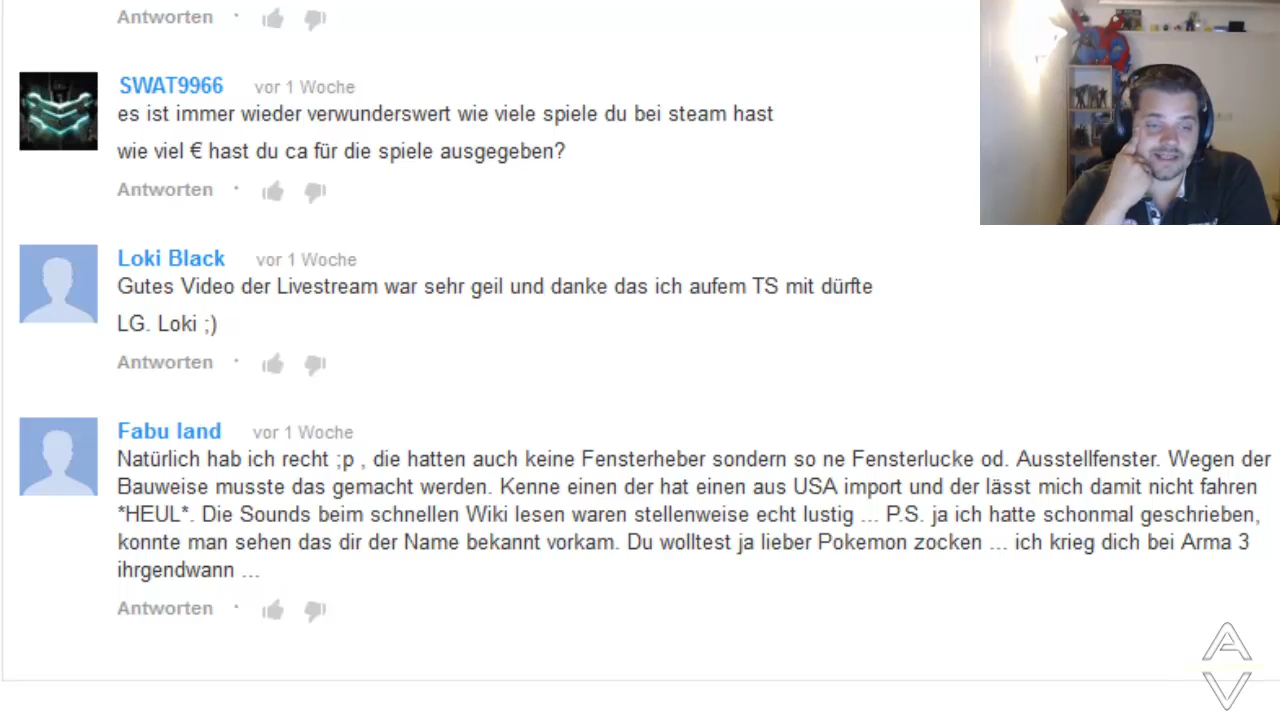 Antworten
SWAT9966 vor 1 Woche
es ist immer wieder verwunderswert wie viele spiele du bei steam hast
wie viel € hast du ca für die spiele ausgegeben?
Antworten
Loki Black vor 1 Woche
Gutes Video der Livestream war sehr geil und danke das ich aufem TS mit dürfte
LG. Loki ;)
Antworten
Fabu land vor 1 Woche
Natürlich hab ich recht ;p , die hatten auch keine Fensterheber sondern so ne Fensterlucke od. Ausstellfenster. Wegen der
Bauweise musste das gemacht werden. Kenne einen der hat einen aus USA import und der lässt mich damit nicht fahren
*HEUL*. Die Sounds beim schnellen Wiki lesen waren stellenweise echt lustig ... P.S. ja ich hatte schonmal geschrieben,
konnte man sehen das dir der Name bekannt vorkam. Du wolltest ja lieber Pokemon zocken ... ich krieg dich bei Arma 3
ihrgendwann ...
Antworten